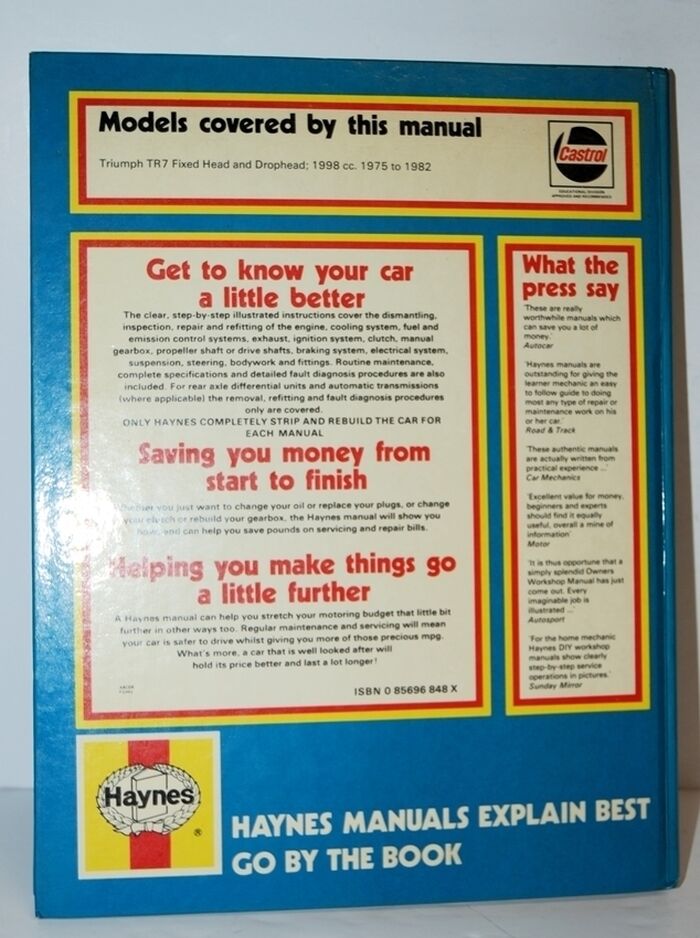 Models covered by this manual
Triumph TR7 Fixed Head and Drophead; 1998 cc. 1975 to 1982
Castrol
EDUCATIONAL DIVISION
APPROVED AND RECOMMENDED
Get to know your car
a little better
The clear, step-by-step illustrated instructions cover the dismantling,
inspection, repair and refitting of the engine, cooling system, fuel and
emission control systems, exhaust, ignition system, clutch, manual
gearbox, propeller shaft or drive shafts, braking system, electrical system,
suspension, steering, bodywork and fittings. Routine maintenance,
complete specifications and detailed fault diagnosis procedures are also
included. For rear axle differential units and automatic transmissions
(where applicable) the removal, refitting and fault diagnosis procedures
only are covered.
ONLY HAYNES COMPLETELY STRIP AND REBUILD THE CAR FOR
EACH MANUAL
Saving you money from
start to finish
Whether you just want to change your oil or replace your plugs, or change
your clutch or rebuild your gearbox, the Haynes manual will show you
how, and can help you save pounds on servicing and repair bills.
Helping you make things go
a little further
A Haynes manual can help you stretch your motoring budget that little bit
further in other ways too. Regular maintenance and servicing will mean
your car is safer to drive whilst giving you more of those precious mpg.
What's more, a car that is well looked after will
hold its price better and last a lot longer!
ISBN 0 85696 848 X
What the
press say
'These are really
worthwhile manuals which
can save you a lot of
money.'
Autocar
'Haynes manuals are
outstanding for giving the
learner mechanic an easy
to follow guide to doing
most any type of repair or
maintenance work on his
or her car.'
Road & Track
'These authentic manuals
are actually written from
practical experience ...'
Car Mechanics
'Excellent value for money,
beginners and experts
should find it equally
useful, overall a mine of
information'
Motor
'It is thus opportune that a
simply splendid Owners
Workshop Manual has just
come out. Every
imaginable job is
illustrated ...'
Autosport
'For the home mechanic
Haynes DIY workshop
manuals show clearly
step-by-step service
operations in pictures.'
Sunday Mirror
Haynes
®
HAYNES MANUALS EXPLAIN BEST
GO BY THE BOOK